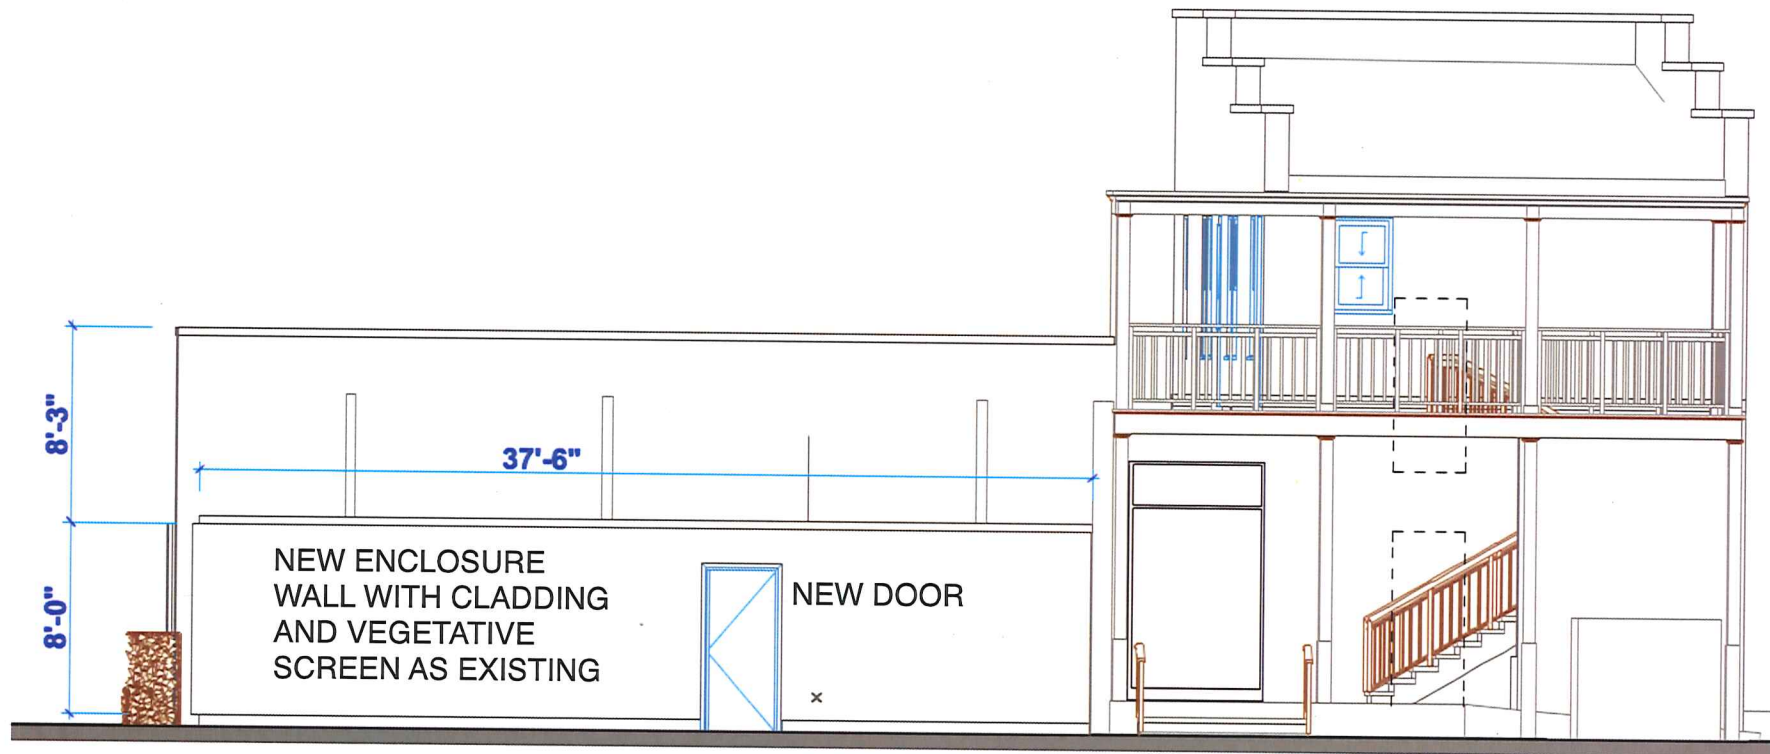 8'-3"
37'-6"
8'-0"
NEW ENCLOSURE
WALL WITH CLADDING
AND VEGETATIVE
SCREEN AS EXISTING
NEW DOOR